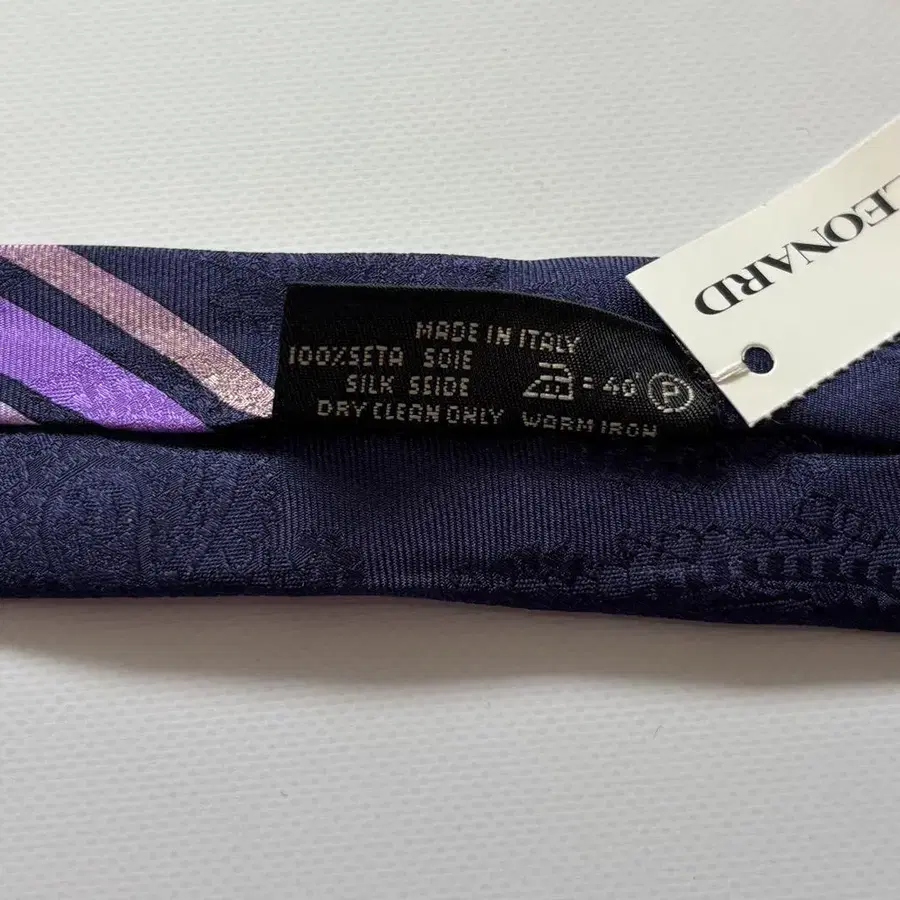 LEONARD
MADE IN ITALY
100%SETA SOIE
SILK SEIDE = 40° P
DRY CLEAN ONLY WARM IRON